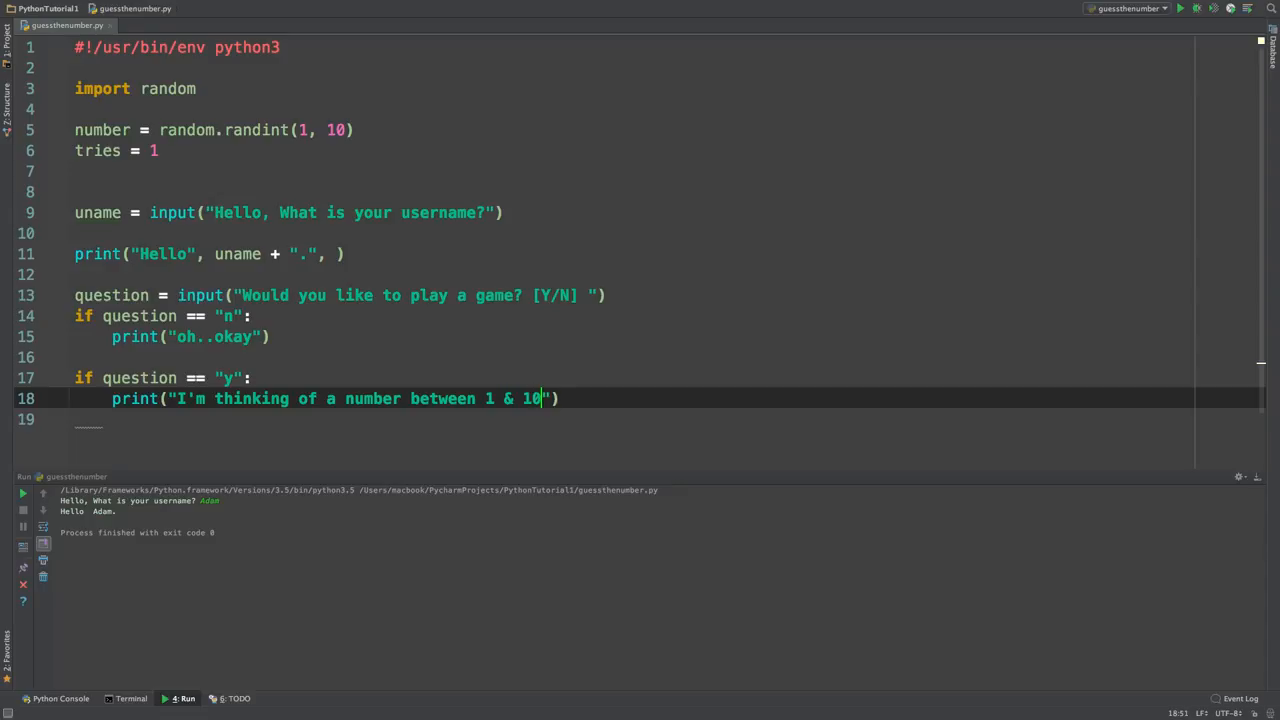 PythonTutorial1 guessthenumber.py guessthenumber
guessthenumber.py
1: Project
Z: Structure
2: Favorites
Database
1 #!/usr/bin/env python3
2
3 import random
4
5 number = random.randint(1, 10)
6 tries = 1
7
8
9 uname = input("Hello, What is your username?")
10
11 print("Hello", uname + ".", )
12
13 question = input("Would you like to play a game? [Y/N] ")
14 if question == "n":
15 print("oh..okay")
16
17 if question == "y":
18 print("I'm thinking of a number between 1 & 10")
19
Run guessthenumber
/Library/Frameworks/Python.framework/Versions/3.5/bin/python3.5 /Users/macbook/PycharmProjects/PythonTutorial1/guessthenumber.py
Hello, What is your username? Adam
Hello  Adam.
Process finished with exit code 0
Python Console Terminal 4: Run 6: TODO Event Log
18:51 LF÷ UTF-8÷